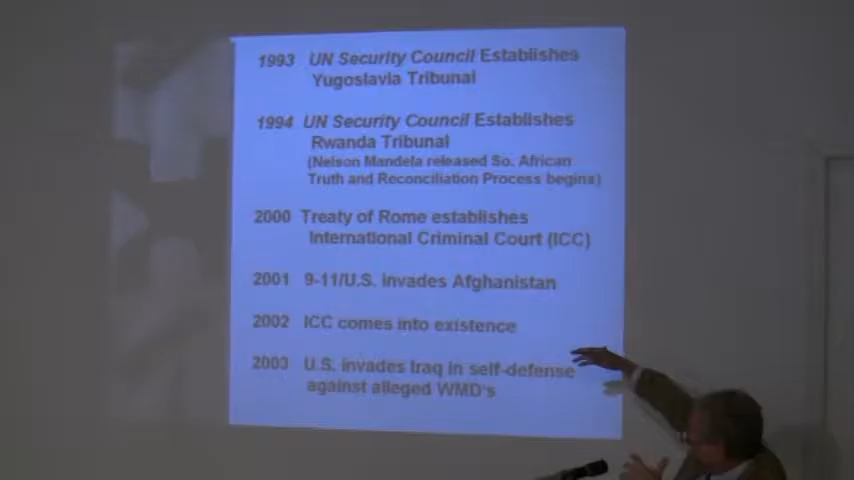 1993 UN Security Council Establishes
Yugoslavia Tribunal
1994 UN Security Council Establishes
Rwanda Tribunal
(Nelson Mandela released So. African
Truth and Reconciliation Process begins)
2000 Treaty of Rome establishes
International Criminal Court (ICC)
2001 9-11/U.S. invades Afghanistan
2002 ICC comes into existence
2003 U.S. invades Iraq in self-defense
against alleged WMD's